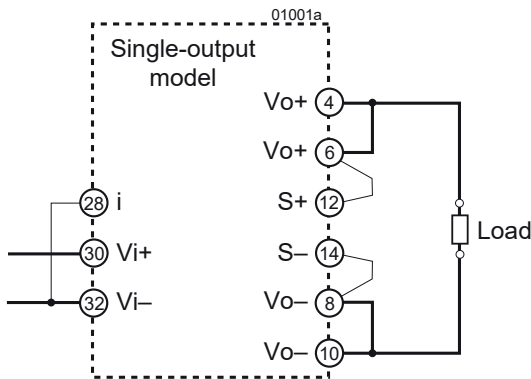 01001a
Single-output
model
Vo+ 4
Vo+ 6
28 i
S+ 12
Load
30 Vi+
S– 14
32 Vi–
Vo– 8
Vo– 10